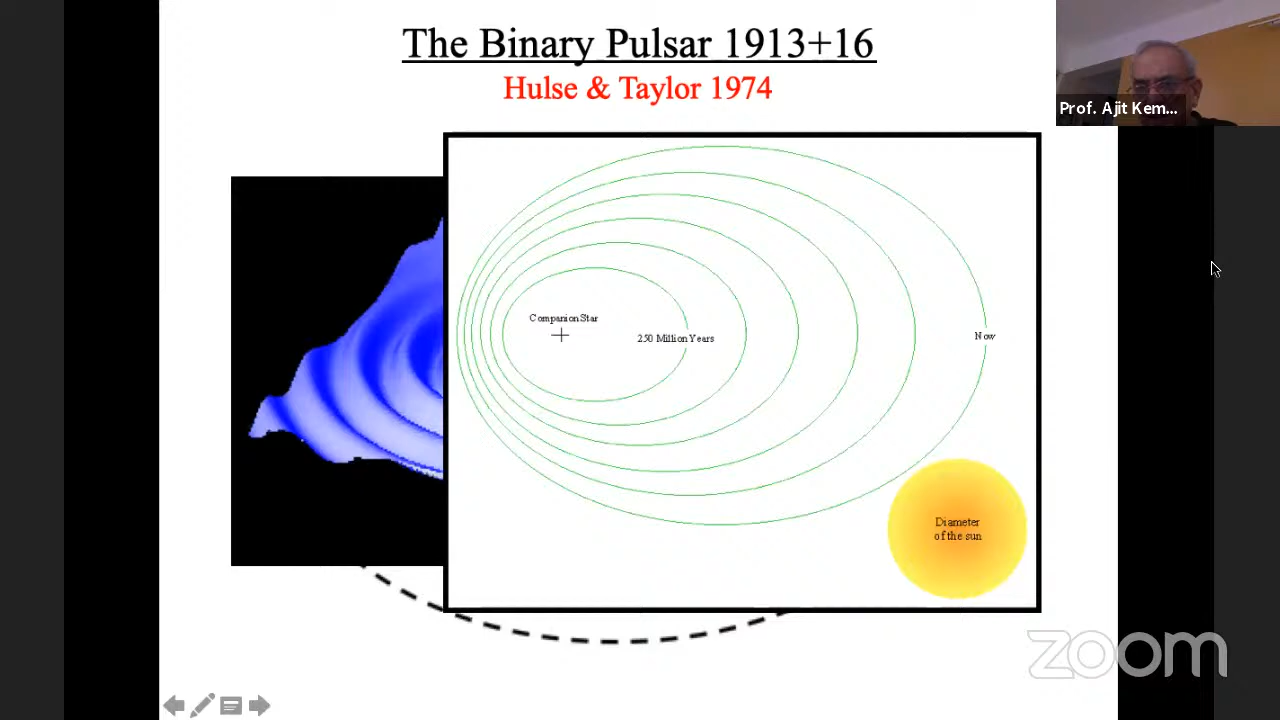 The Binary Pulsar 1913+16
Hulse & Taylor 1974
Prof. Ajit Kem...
Companion Star
250 Million Years
Now
Diameter
of the sun
zoom